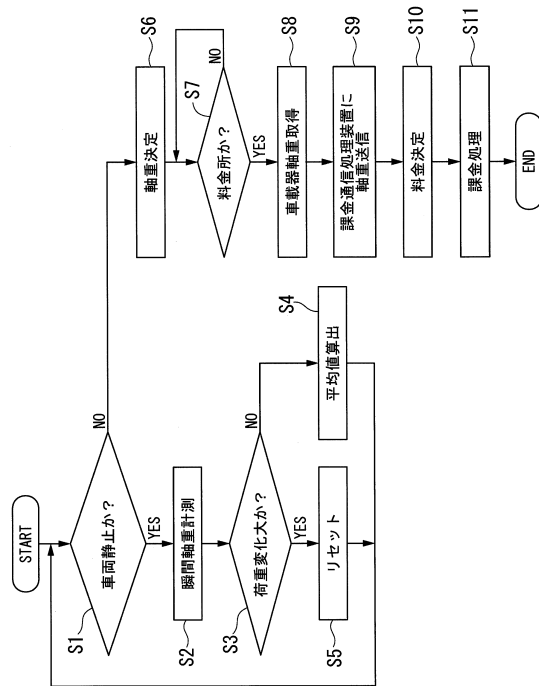 START
S1
車両静止か?
NO
YES
S2
瞬間軸重計測
S3
荷重変化大か?
NO
YES
S4
平均値算出
S5
リセット
S6
軸重決定
S7
料金所か?
NO
YES
S8
車載器軸重取得
S9
課金通信処理装置に
軸重送信
S10
料金決定
S11
課金処理
END